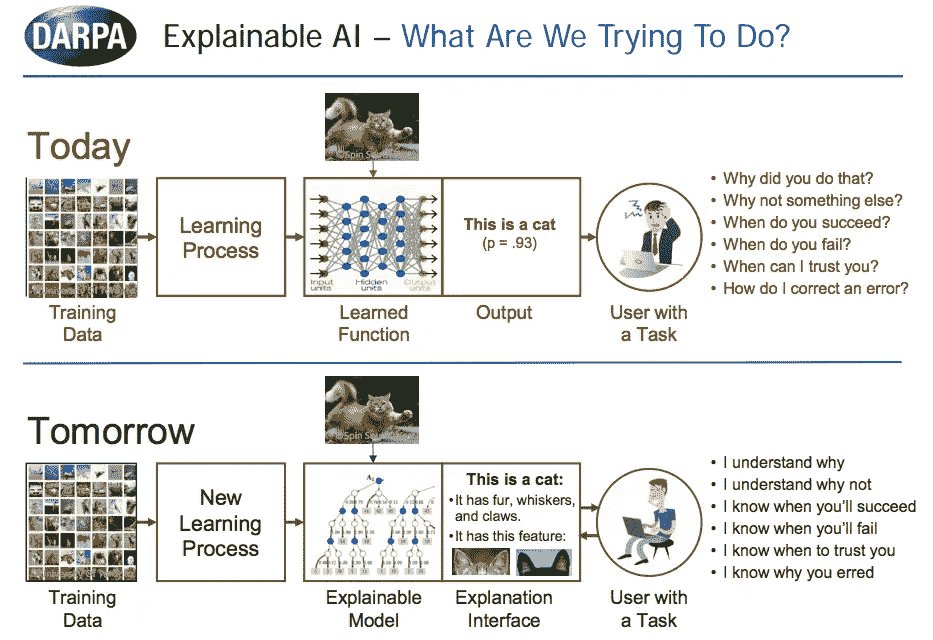 DARPA
Explainable AI – What Are We Trying To Do?
Today
Learning
Process
Input
units
Hidden
units
Output
units
This is a cat
(p = .93)
Training
Data
Learned
Function
Output
User with
a Task
• Why did you do that?
• Why not something else?
• When do you succeed?
• When do you fail?
• When can I trust you?
• How do I correct an error?
Tomorrow
New
Learning
Process
This is a cat:
• It has fur, whiskers,
and claws.
• It has this feature:
Training
Data
Explainable
Model
Explanation
Interface
User with
a Task
• I understand why
• I understand why not
• I know when you'll succeed
• I know when you'll fail
• I know when to trust you
• I know why you erred